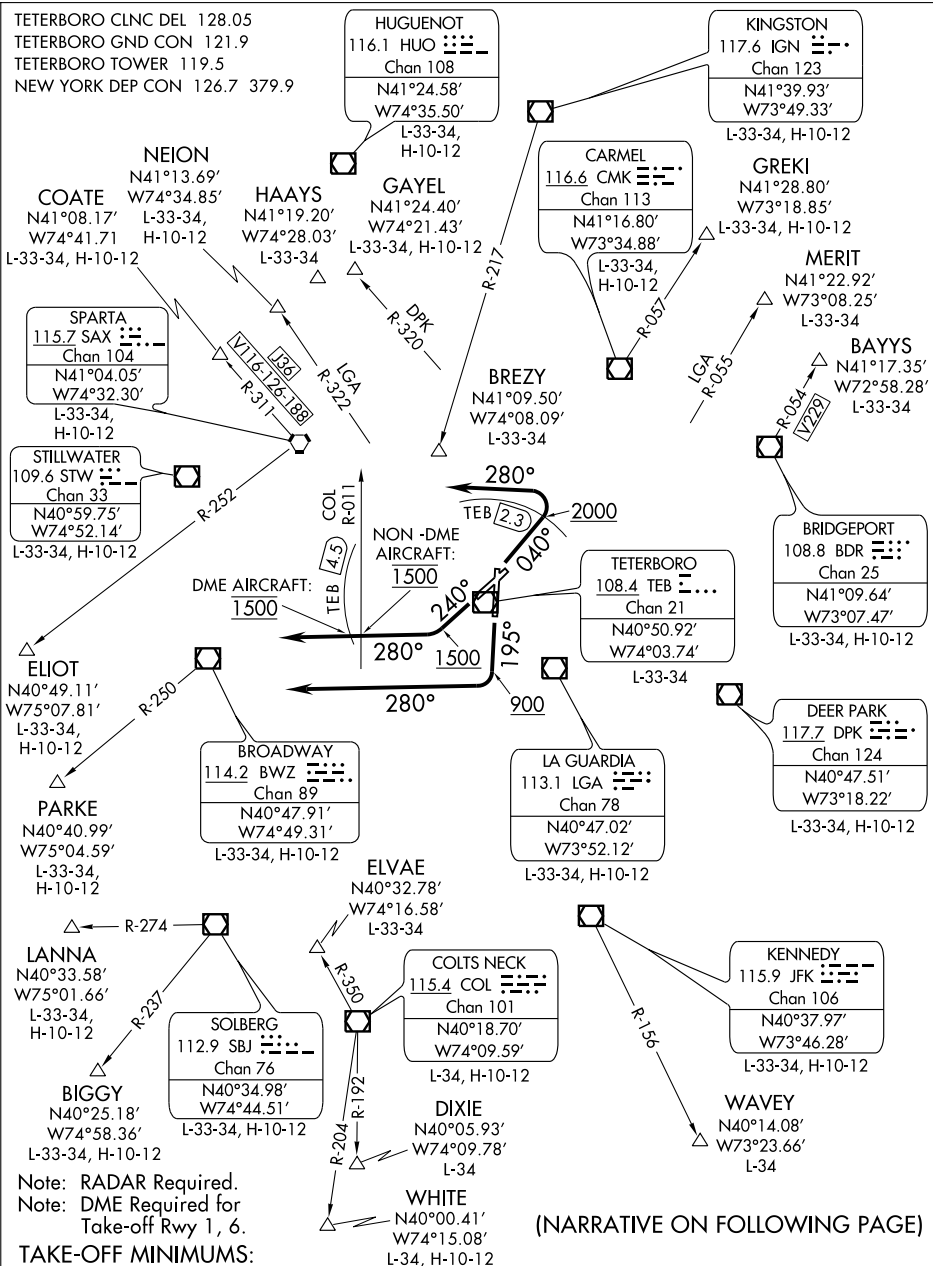 TETERBORO CLNC DEL 128.05
TETERBORO GND CON 121.9
TETERBORO TOWER 119.5
NEW YORK DEP CON 126.7 379.9
HUGUENOT
116.1 HUO
Chan 108
N41°24.58'
W74°35.50'
L-33-34,
H-10-12
KINGSTON
117.6 IGN
Chan 123
N41°39.93'
W73°49.33'
L-33-34, H-10-12
NEION
N41°13.69'
W74°34.85'
L-33-34,
H-10-12
COATE
N41°08.17'
W74°41.71
L-33-34, H-10-12
HAAYS
N41°19.20'
W74°28.03'
L-33-34
GAYEL
N41°24.40'
W74°21.43'
L-33-34, H-10-12
CARMEL
116.6 CMK
Chan 113
N41°16.80'
W73°34.88'
L-33-34,
H-10-12
GREKI
N41°28.80'
W73°18.85'
L-33-34, H-10-12
MERIT
N41°22.92'
W73°08.25'
L-33-34
R-217
R-057
DPK
R-320
LGA
R-055
SPARTA
115.7 SAX
Chan 104
N41°04.05'
W74°32.30'
L-33-34,
H-10-12
J36
V116-126-188
R-311
LGA
R-322
BREZY
N41°09.50'
W74°08.09'
L-33-34
BAYYS
N41°17.35'
W72°58.28'
L-33-34
R-054
V229
STILLWATER
109.6 STW
Chan 33
N40°59.75'
W74°52.14'
L-33-34, H-10-12
R-252
COL
R-011
280°
TEB 2.3
2000
040°
NON -DME
AIRCRAFT:
1500
TEB 4.5
DME AIRCRAFT:
1500
240°
280°
1500
195°
280°
900
TETERBORO
108.4 TEB
Chan 21
N40°50.92'
W74°03.74'
L-33-34
BRIDGEPORT
108.8 BDR
Chan 25
N41°09.64'
W73°07.47'
L-33-34, H-10-12
ELIOT
N40°49.11'
W75°07.81'
L-33-34,
H-10-12
R-250
BROADWAY
114.2 BWZ
Chan 89
N40°47.91'
W74°49.31'
L-33-34, H-10-12
LA GUARDIA
113.1 LGA
Chan 78
N40°47.02'
W73°52.12'
L-33-34, H-10-12
DEER PARK
117.7 DPK
Chan 124
N40°47.51'
W73°18.22'
L-33-34, H-10-12
PARKE
N40°40.99'
W75°04.59'
L-33-34,
H-10-12
ELVAE
N40°32.78'
W74°16.58'
L-33-34
R-274
LANNA
N40°33.58'
W75°01.66'
L-33-34,
H-10-12
R-237
SOLBERG
112.9 SBJ
Chan 76
N40°34.98'
W74°44.51'
L-33-34, H-10-12
R-350
COLTS NECK
115.4 COL
Chan 101
N40°18.70'
W74°09.59'
L-34, H-10-12
R-156
KENNEDY
115.9 JFK
Chan 106
N40°37.97'
W73°46.28'
L-33-34, H-10-12
BIGGY
N40°25.18'
W74°58.36'
L-33-34, H-10-12
R-192
R-204
DIXIE
N40°05.93'
W74°09.78'
L-34
WAVEY
N40°14.08'
W73°23.66'
L-34
WHITE
N40°00.41'
W74°15.08'
L-34, H-10-12
Note: RADAR Required.
Note: DME Required for
Take-off Rwy 1, 6.
TAKE-OFF MINIMUMS:
(NARRATIVE ON FOLLOWING PAGE)